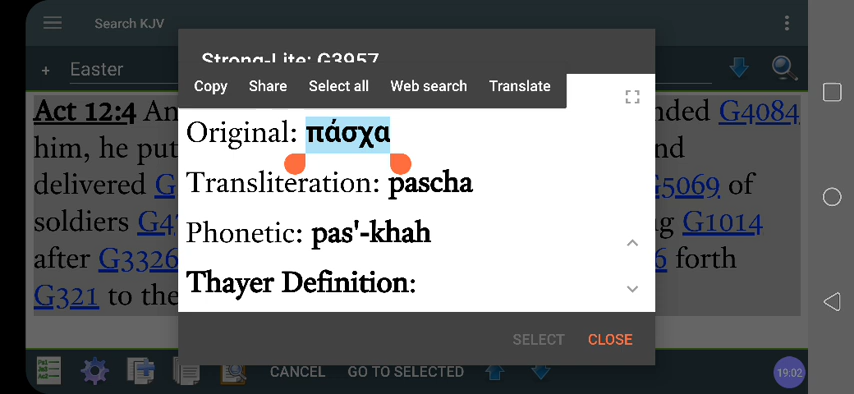 Search KJV
+ Easter
Strong-Lite: G3957
Copy Share Select all Web search Translate
Act 12:4 An nded G4084
Original: πάσχα
him, he put nd
Transliteration: pascha
delivered G G5069 of
soldiers G4 g G1014
Phonetic: pas'-khah
after G3326 6 forth
Thayer Definition:
G321 to the
SELECT CLOSE
CANCEL GO TO SELECTED 19:02